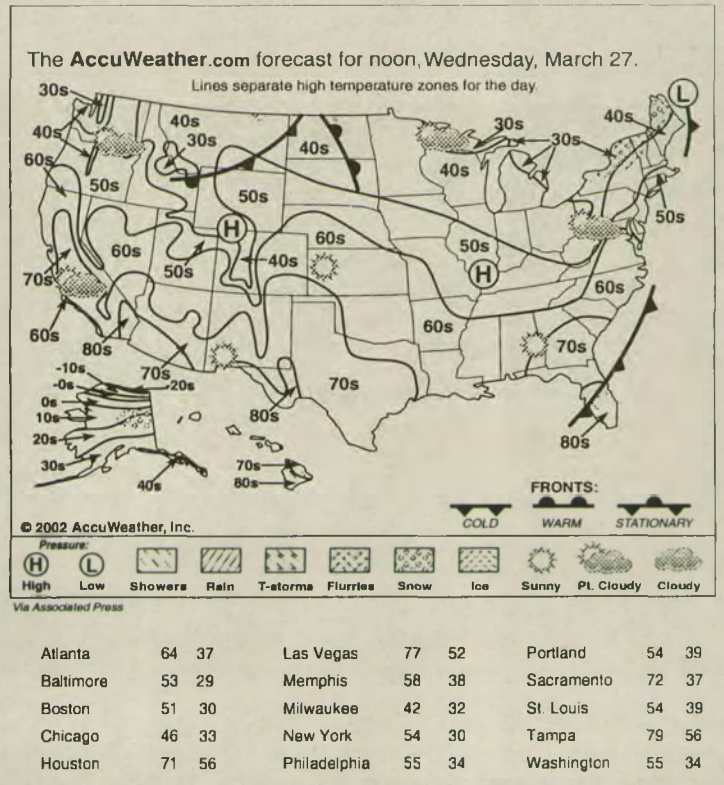 The AccuWeather.com forecast for noon, Wednesday, March 27.
Lines separate high temperature zones for the day.
30s
40s
30s
40s
60s
50s
40s
30s
30s
40s
40s
L
50s
50s
H
60s
50s
40s
60s
50s
H
60s
70s
60s
80s
70s
60s
70s
80s
70s
80s
-10s
-0s
20s
0s
10s
20s
30s
40s
70s
80s
FRONTS:
COLD WARM STATIONARY
© 2002 AccuWeather, Inc.
Pressure:
H L
High Low Showers Rain T-storms Flurries Snow Ice Sunny Pt. Cloudy Cloudy
Via Associated Press
Atlanta 64 37 Las Vegas 77 52 Portland 54 39
Baltimore 53 29 Memphis 58 38 Sacramento 72 37
Boston 51 30 Milwaukee 42 32 St. Louis 54 39
Chicago 46 33 New York 54 30 Tampa 79 56
Houston 71 56 Philadelphia 55 34 Washington 55 34